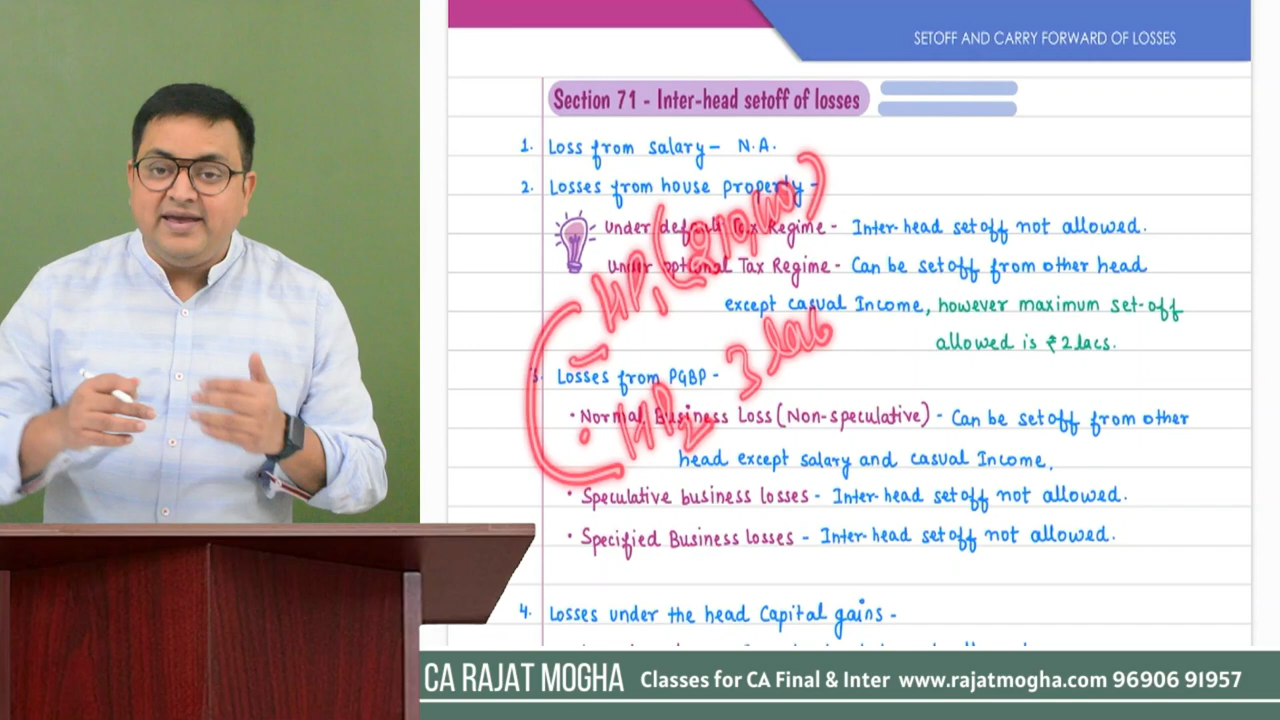 SETOFF AND CARRY FORWARD OF LOSSES
Section 71 - Inter-head setoff of losses
1. Loss from salary - N.A.
2. Losses from house property -
Under default Tax Regime - Inter-head setoff not allowed.
Under optional Tax Regime - Can be setoff from other head
except casual Income, however maximum set-off
allowed is ₹2 lacs.
3. Losses from PGBP -
• Normal Business Loss (Non-speculative) - Can be setoff from other
head except salary and casual Income.
• Speculative business losses - Inter-head setoff not allowed.
• Specified Business losses - Inter-head setoff not allowed.
4. Losses under the head Capital gains -
HP1
HP2 3 lac
CA RAJAT MOGHA Classes for CA Final & Inter www.rajatmogha.com 96906 91957